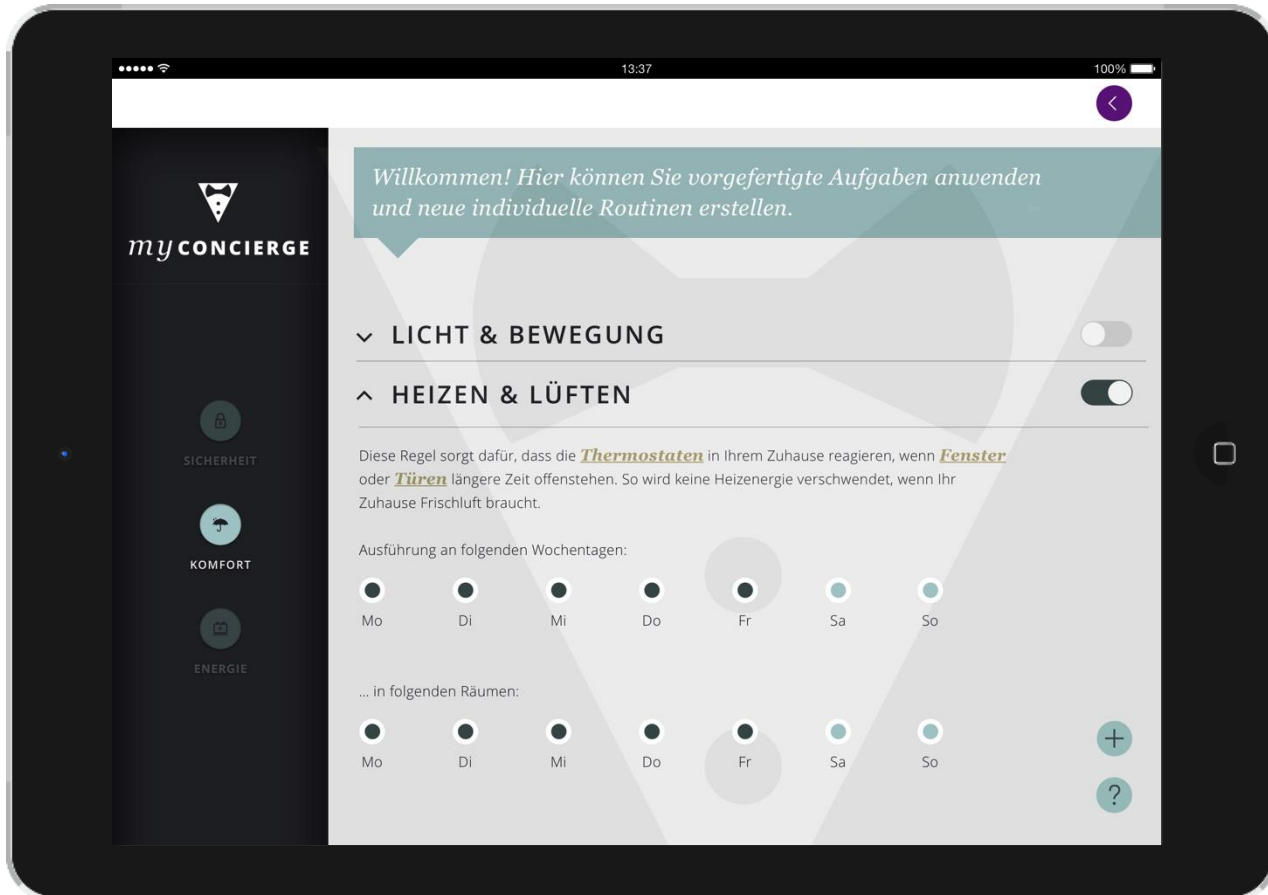 13:37
100%
my CONCIERGE
Willkommen! Hier können Sie vorgefertigte Aufgaben anwenden
und neue individuelle Routinen erstellen.
LICHT & BEWEGUNG
HEIZEN & LÜFTEN
Diese Regel sorgt dafür, dass die Thermostaten in Ihrem Zuhause reagieren, wenn Fenster
oder Türen längere Zeit offenstehen. So wird keine Heizenergie verschwendet, wenn Ihr
Zuhause Frischluft braucht.
SICHERHEIT
KOMFORT
ENERGIE
Ausführung an folgenden Wochentagen:
Mo Di Mi Do Fr Sa So
... in folgenden Räumen:
Mo Di Mi Do Fr Sa So
+
?